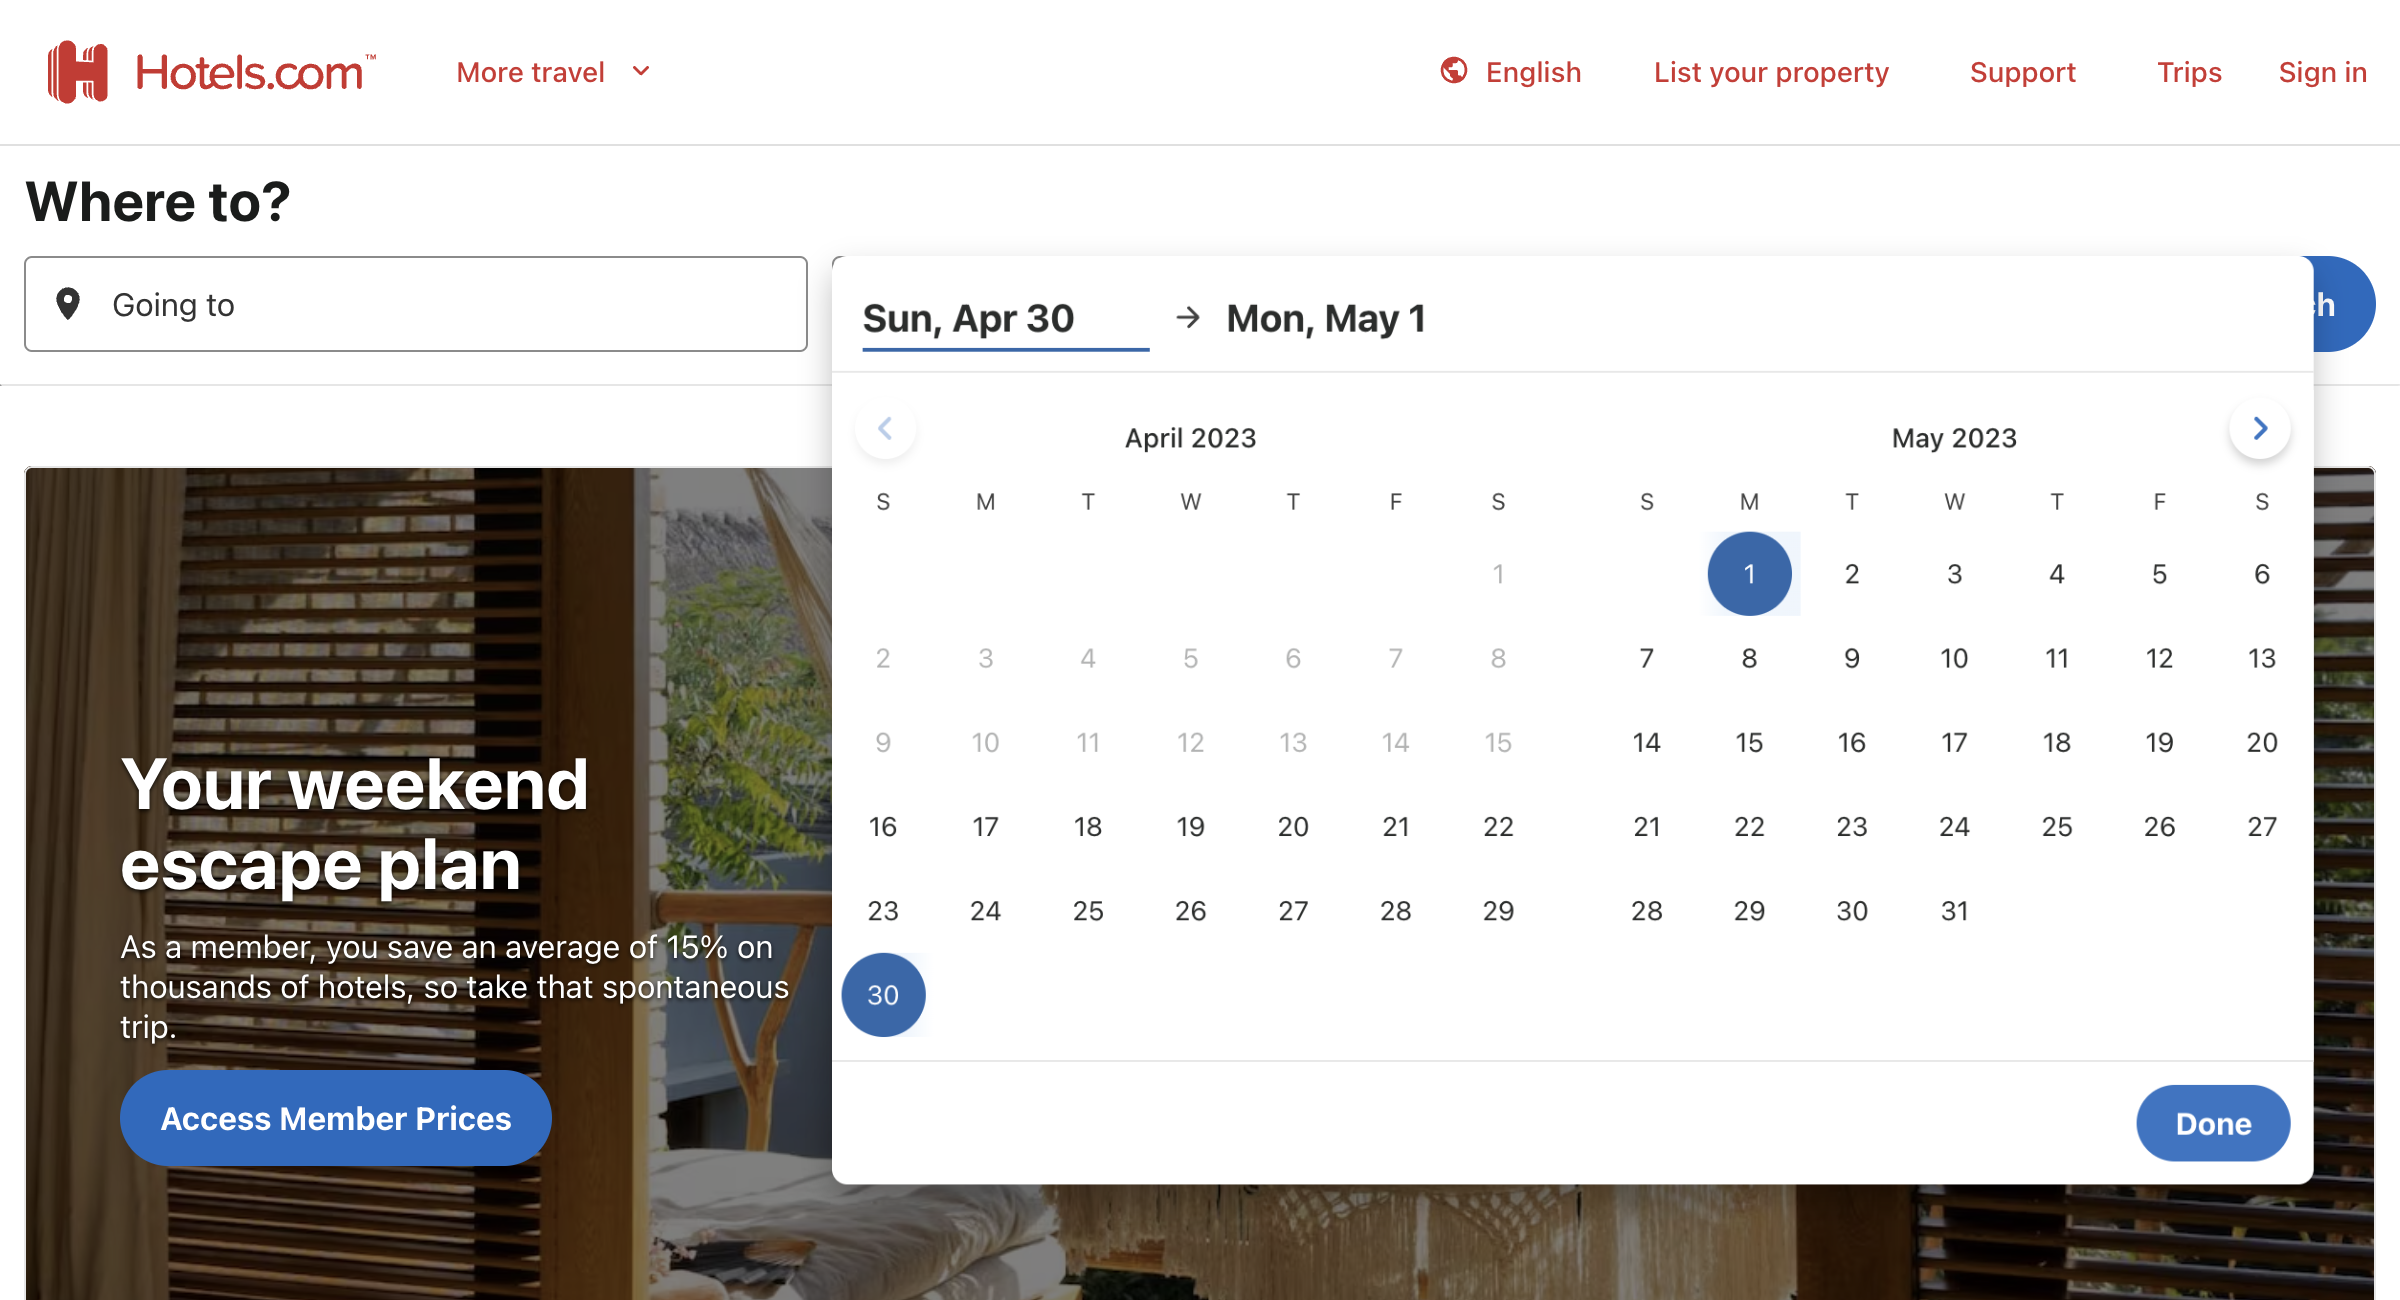 Hotels.com™
More travel
English
List your property
Support
Trips
Sign in
Where to?
Going to
Sun, Apr 30
Mon, May 1
April 2023
S M T W T F S
1
2 3 4 5 6 7 8
9 10 11 12 13 14 15
16 17 18 19 20 21 22
23 24 25 26 27 28 29
30
May 2023
S M T W T F S
1 2 3 4 5 6
7 8 9 10 11 12 13
14 15 16 17 18 19 20
21 22 23 24 25 26 27
28 29 30 31
Done
Your weekend
escape plan
As a member, you save an average of 15% on
thousands of hotels, so take that spontaneous
trip.
Access Member Prices